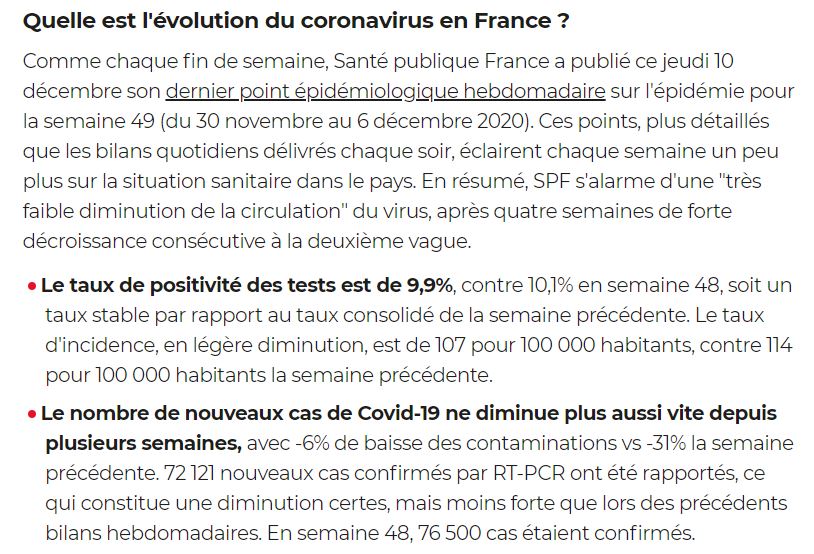 Quelle est l'évolution du coronavirus en France ?
Comme chaque fin de semaine, Santé publique France a publié ce jeudi 10
décembre son dernier point épidémiologique hebdomadaire sur l'épidémie pour
la semaine 49 (du 30 novembre au 6 décembre 2020). Ces points, plus détaillés
que les bilans quotidiens délivrés chaque soir, éclairent chaque semaine un peu
plus sur la situation sanitaire dans le pays. En résumé, SPF s'alarme d'une "très
faible diminution de la circulation" du virus, après quatre semaines de forte
décroissance consécutive à la deuxième vague.
• Le taux de positivité des tests est de 9,9%, contre 10,1% en semaine 48, soit un
taux stable par rapport au taux consolidé de la semaine précédente. Le taux
d'incidence, en légère diminution, est de 107 pour 100 000 habitants, contre 114
pour 100 000 habitants la semaine précédente.
• Le nombre de nouveaux cas de Covid-19 ne diminue plus aussi vite depuis
plusieurs semaines, avec -6% de baisse des contaminations vs -31% la semaine
précédente. 72 121 nouveaux cas confirmés par RT-PCR ont été rapportés, ce
qui constitue une diminution certes, mais moins forte que lors des précédents
bilans hebdomadaires. En semaine 48, 76 500 cas étaient confirmés.